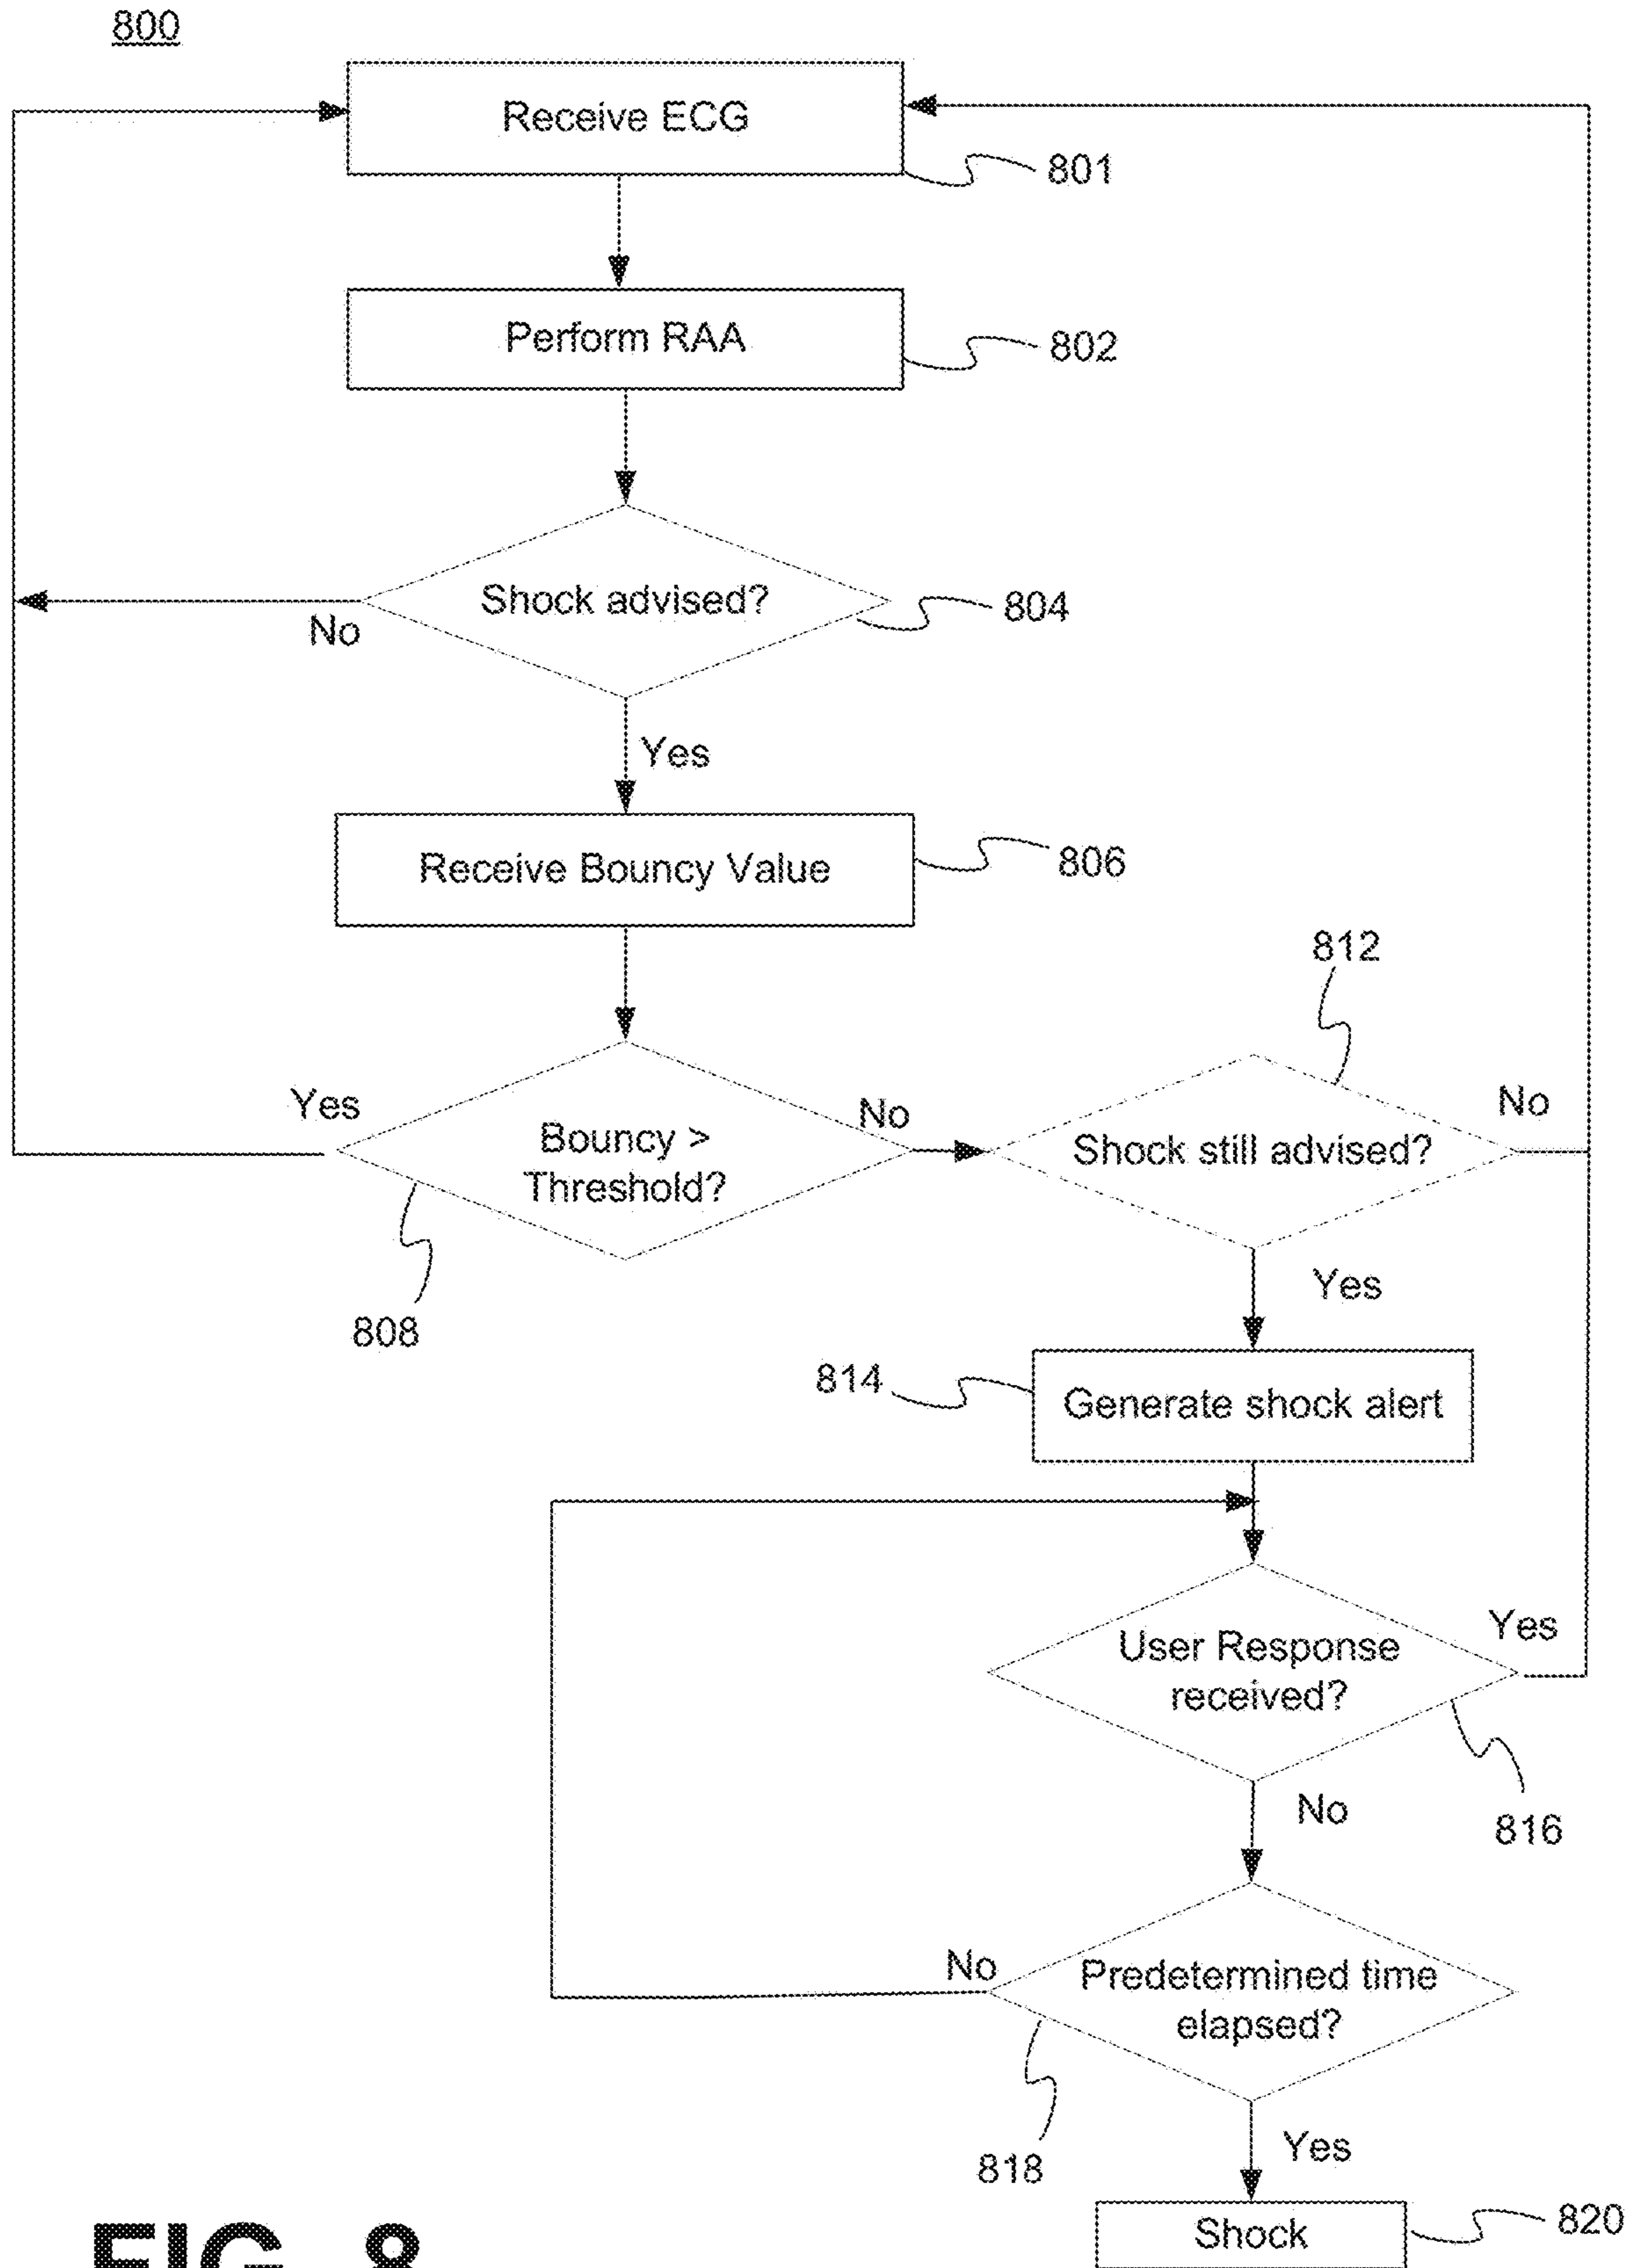 800
Receive ECG
801
Perform RAA
802
Shock advised?
804
No
Yes
Receive Bouncy Value
806
812
Yes
No
No
Bouncy >
Threshold?
Shock still advised?
808
Yes
814
Generate shock alert
User Response
received?
Yes
816
No
No
Predetermined time
elapsed?
818
Yes
Shock
820
FIG. 8